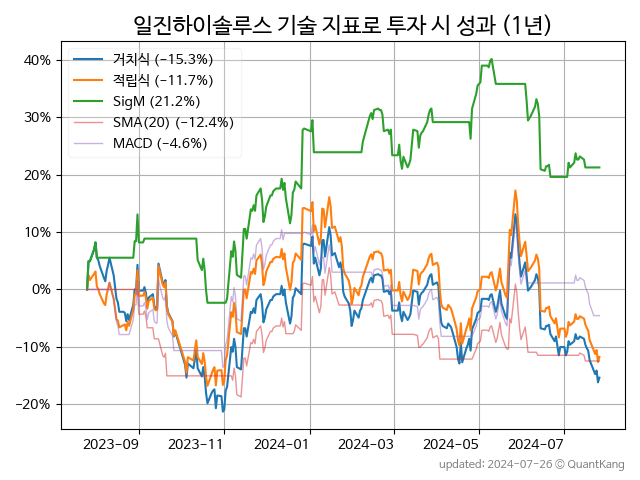 일진하이솔루스 기술 지표로 투자 시 성과 (1년)
거치식 (−15.3%)
적립식 (−11.7%)
SigM (21.2%)
SMA(20) (−12.4%)
MACD (−4.6%)
40%
30%
20%
10%
0%
−10%
−20%
2023−09 2023−11 2024−01 2024−03 2024−05 2024−07
updated: 2024−07−26 © QuantKang